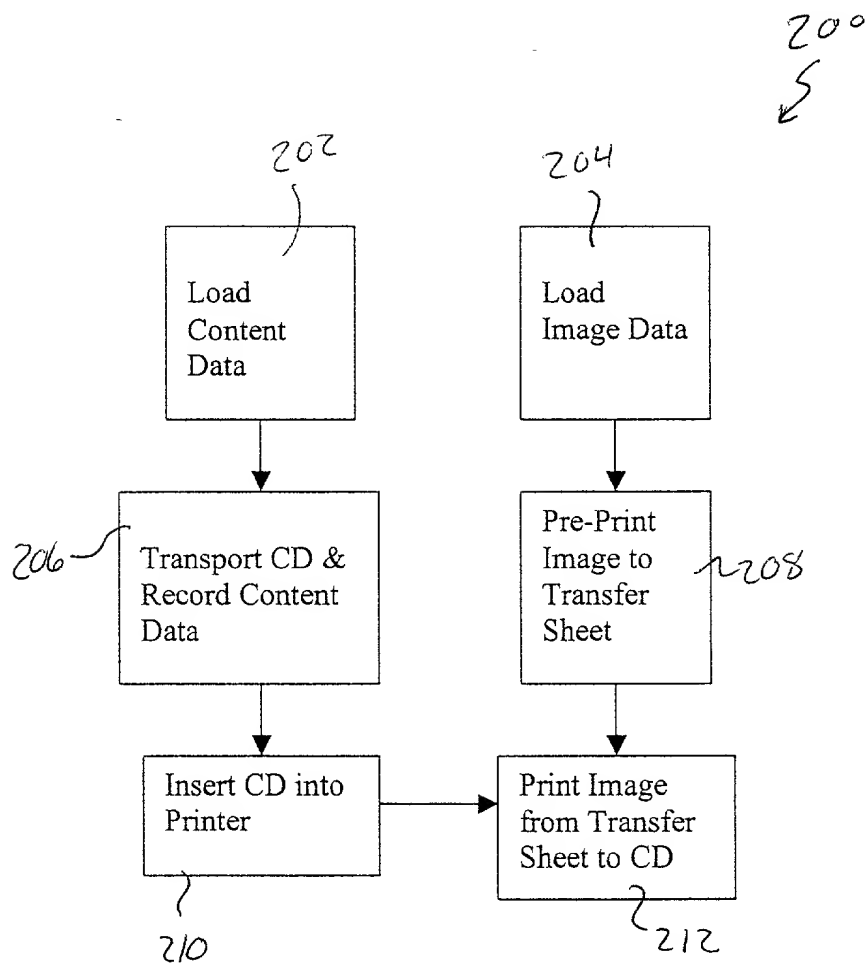 200
202
204
Load
Content
Data
Load
Image Data
206
Transport CD &
Record Content
Data
Pre-Print
Image to
Transfer
Sheet
208
Insert CD into
Printer
Print Image
from Transfer
Sheet to CD
210
212